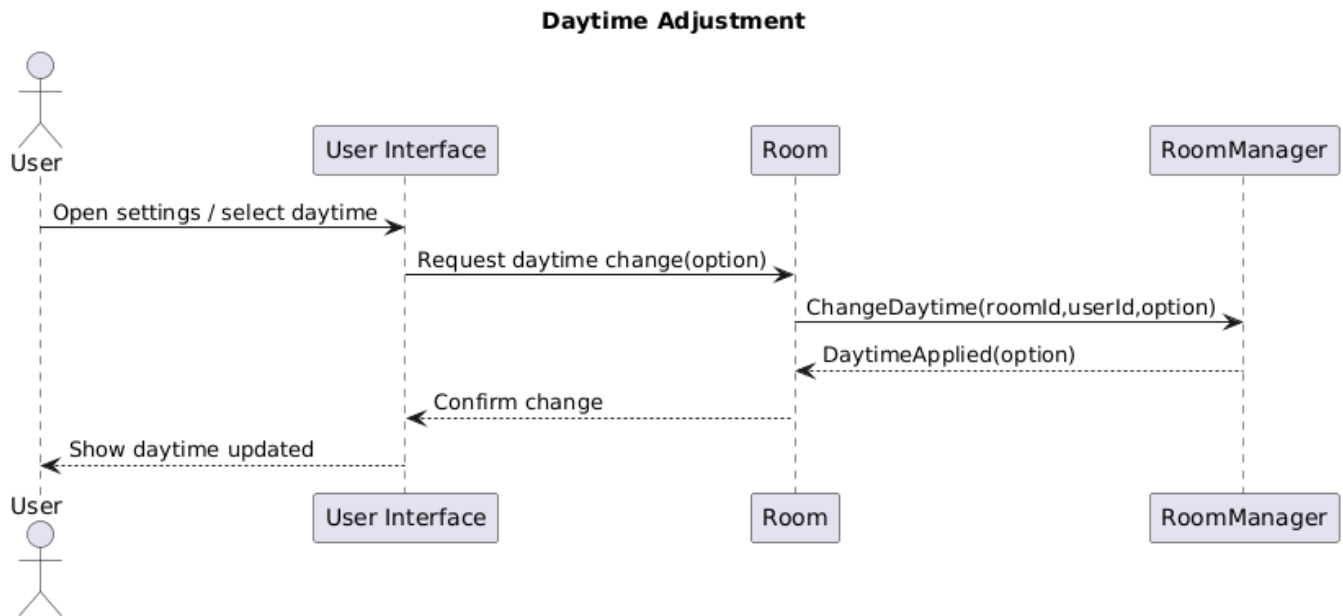 Daytime Adjustment
User
User Interface
Room
RoomManager
Open settings / select daytime
Request daytime change(option)
ChangeDaytime(roomId,userId,option)
DaytimeApplied(option)
Confirm change
Show daytime updated
User
User Interface
Room
RoomManager